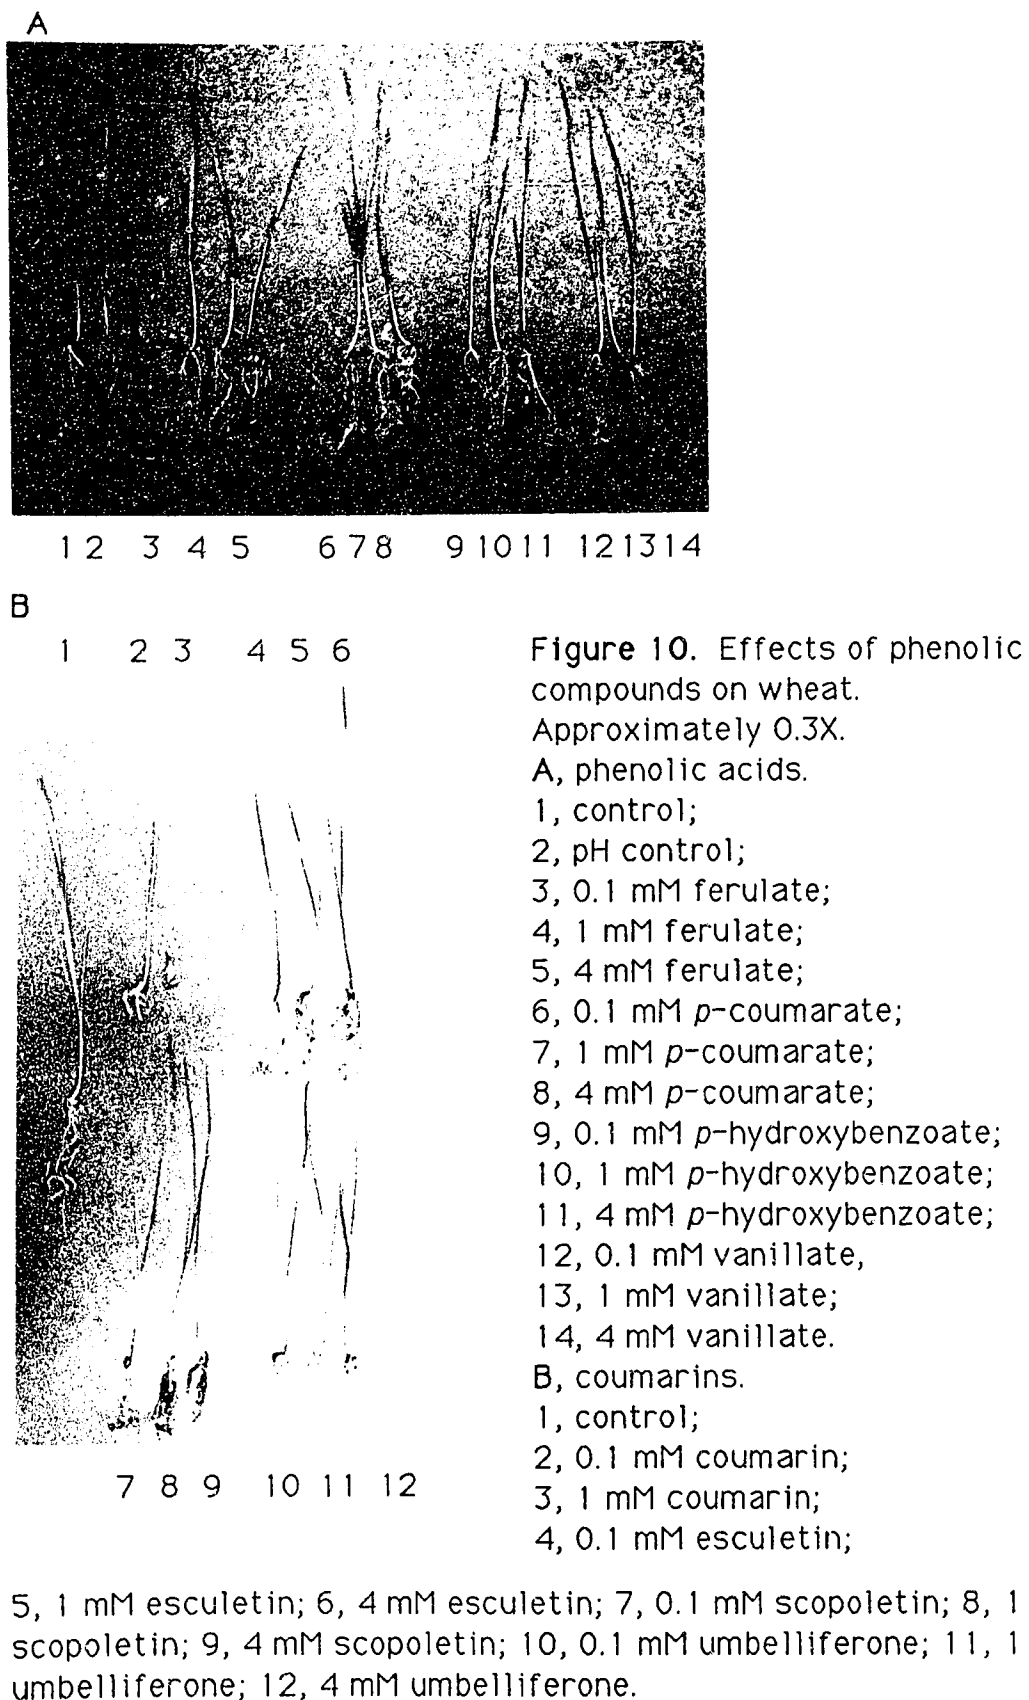 A
1 2 3 4 5 6 7 8 9 10 11 12 13 14
B
1 2 3 4 5 6
7 8 9 10 11 12
Figure 10. Effects of phenolic
compounds on wheat.
Approximately 0.3X.
A, phenolic acids.
1, control;
2, pH control;
3, 0.1 mM ferulate;
4, 1 mM ferulate;
5, 4 mM ferulate;
6, 0.1 mM p-coumarate;
7, 1 mM p-coumarate;
8, 4 mM p-coumarate;
9, 0.1 mM p-hydroxybenzoate;
10, 1 mM p-hydroxybenzoate;
11, 4 mM p-hydroxybenzoate;
12, 0.1 mM vanillate,
13, 1 mM vanillate;
14, 4 mM vanillate.
B, coumarins.
1, control;
2, 0.1 mM coumarin;
3, 1 mM coumarin;
4, 0.1 mM esculetin;
5, 1 mM esculetin; 6, 4 mM esculetin; 7, 0.1 mM scopoletin; 8, 1
scopoletin; 9, 4 mM scopoletin; 10, 0.1 mM umbelliferone; 11, 1
umbelliferone; 12, 4 mM umbelliferone.